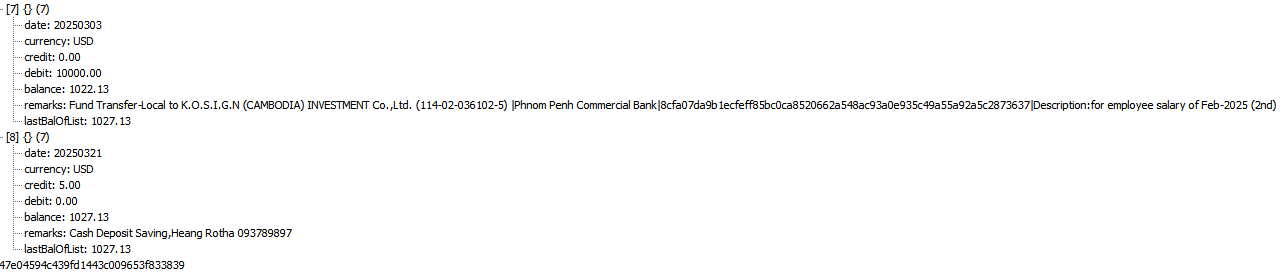 [7] {} (7)
date: 20250303
currency: USD
credit: 0.00
debit: 10000.00
balance: 1022.13
remarks: Fund Transfer-Local to K.O.S.I.G.N (CAMBODIA) INVESTMENT Co.,Ltd. (114-02-036102-5) |Phnom Penh Commercial Bank|8cfa07da9b1ecfeff85bc0ca8520662a548ac93a0e935c49a55a92a5c2873637|Description:for employee salary of Feb-2025 (2nd)
lastBalOfList: 1027.13
[8] {} (7)
date: 20250321
currency: USD
credit: 5.00
debit: 0.00
balance: 1027.13
remarks: Cash Deposit Saving,Heang Rotha 093789897
lastBalOfList: 1027.13
47e04594c439fd1443c009653f833839